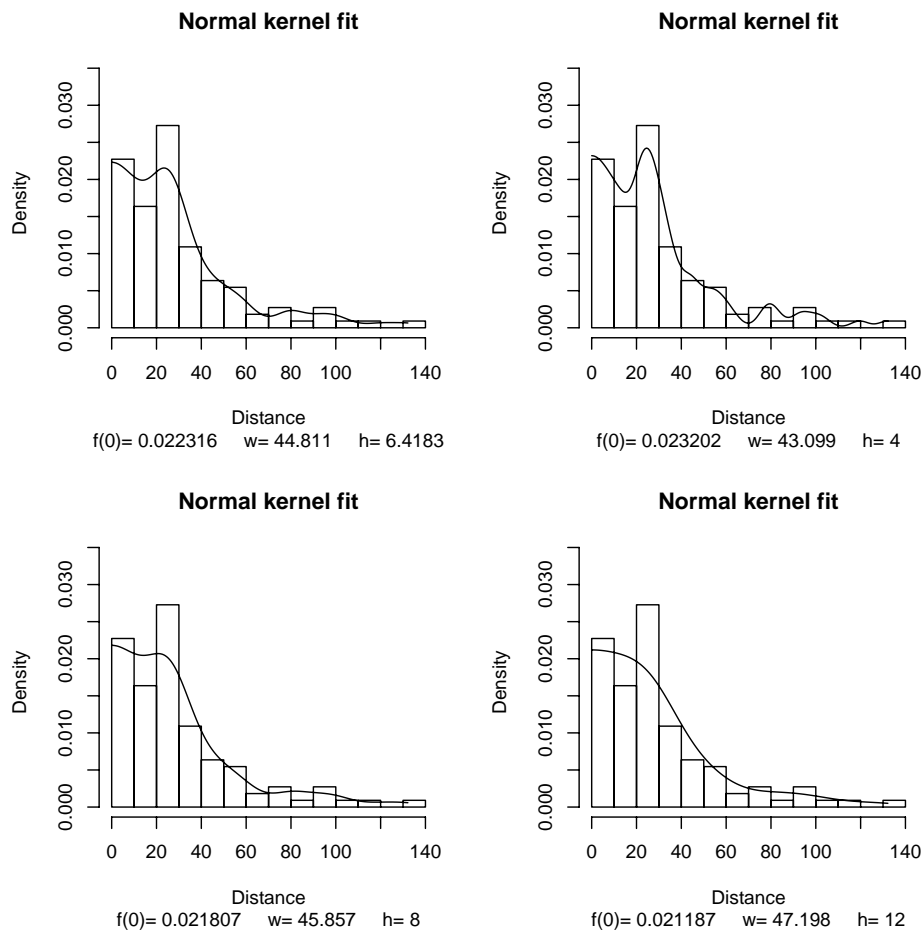 Normal kernel fit
Density
0.000 0.010 0.020 0.030
0 20 40 60 80 100 140
Distance
f(0)= 0.022316 w= 44.811 h= 6.4183
Normal kernel fit
Density
0.000 0.010 0.020 0.030
0 20 40 60 80 100 140
Distance
f(0)= 0.023202 w= 43.099 h= 4
Normal kernel fit
Density
0.000 0.010 0.020 0.030
0 20 40 60 80 100 140
Distance
f(0)= 0.021807 w= 45.857 h= 8
Normal kernel fit
Density
0.000 0.010 0.020 0.030
0 20 40 60 80 100 140
Distance
f(0)= 0.021187 w= 47.198 h= 12